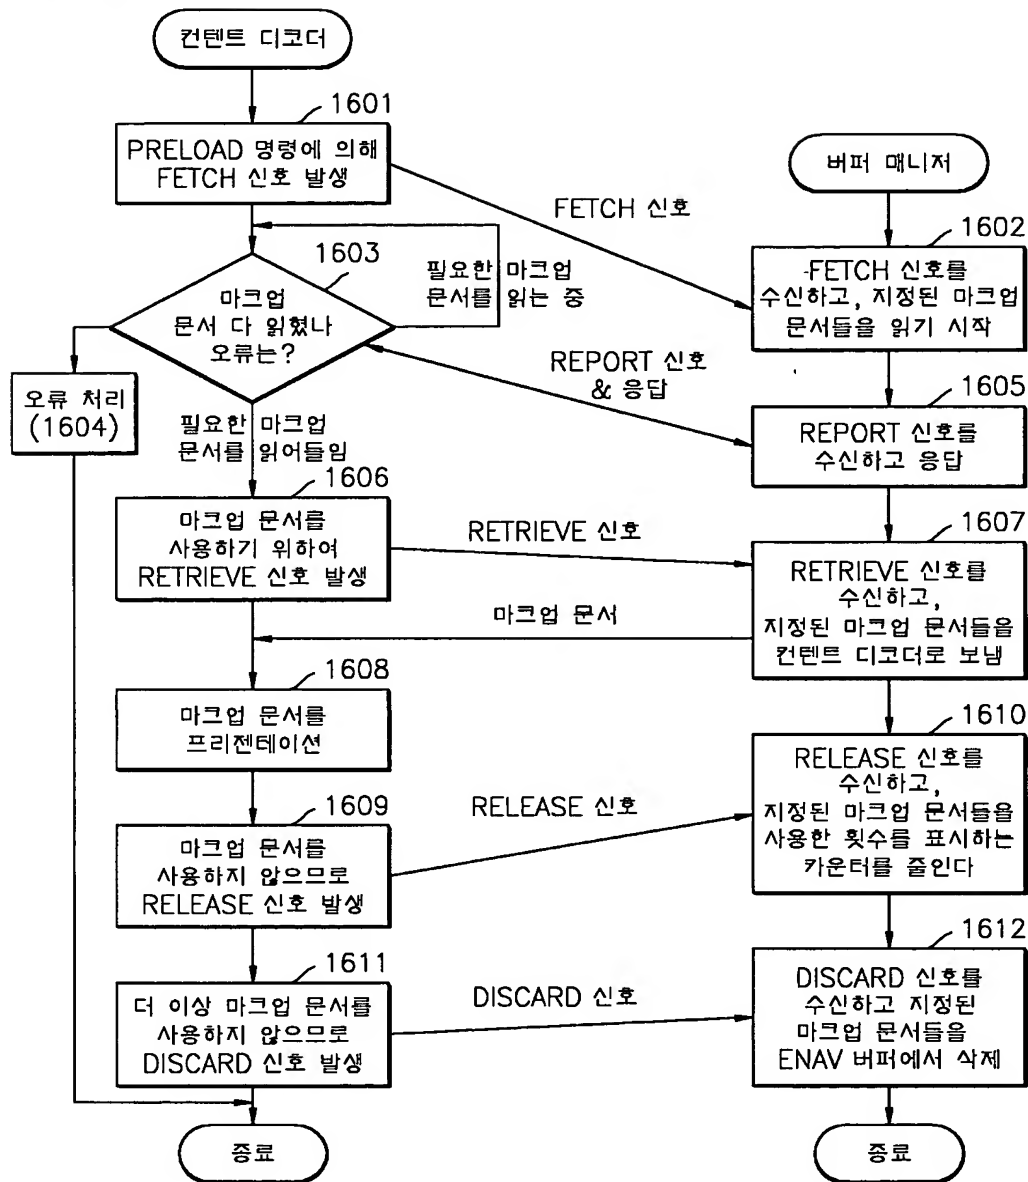 컨텐트 디코더
1601
PRELOAD 명령에 의해
FETCH 신호 발생
버퍼 매니저
FETCH 신호
1602
FETCH 신호를
수신하고, 지정된 마크업
문서들을 읽기 시작
1603
마크업
문서 다 읽혔나
오류는?
필요한 마크업
문서를 읽는 중
REPORT 신호
& 응답
오류 처리
(1604)
1605
REPORT 신호를
수신하고 응답
필요한 마크업
문서를 읽어들임
1606
마크업 문서를
사용하기 위하여
RETRIEVE 신호 발생
RETRIEVE 신호
1607
RETRIEVE 신호를
수신하고,
지정된 마크업 문서들을
컨텐트 디코더로 보냄
마크업 문서
1608
마크업 문서를
프리젠테이션
1609
마크업 문서를
사용하지 않으므로
RELEASE 신호 발생
RELEASE 신호
1610
RELEASE 신호를
수신하고,
지정된 마크업 문서들을
사용한 횟수를 표시하는
카운터를 줄인다
1611
더 이상 마크업 문서를
사용하지 않으므로
DISCARD 신호 발생
DISCARD 신호
1612
DISCARD 신호를
수신하고 지정된
마크업 문서들을
ENAV 버퍼에서 삭제
종료
종료